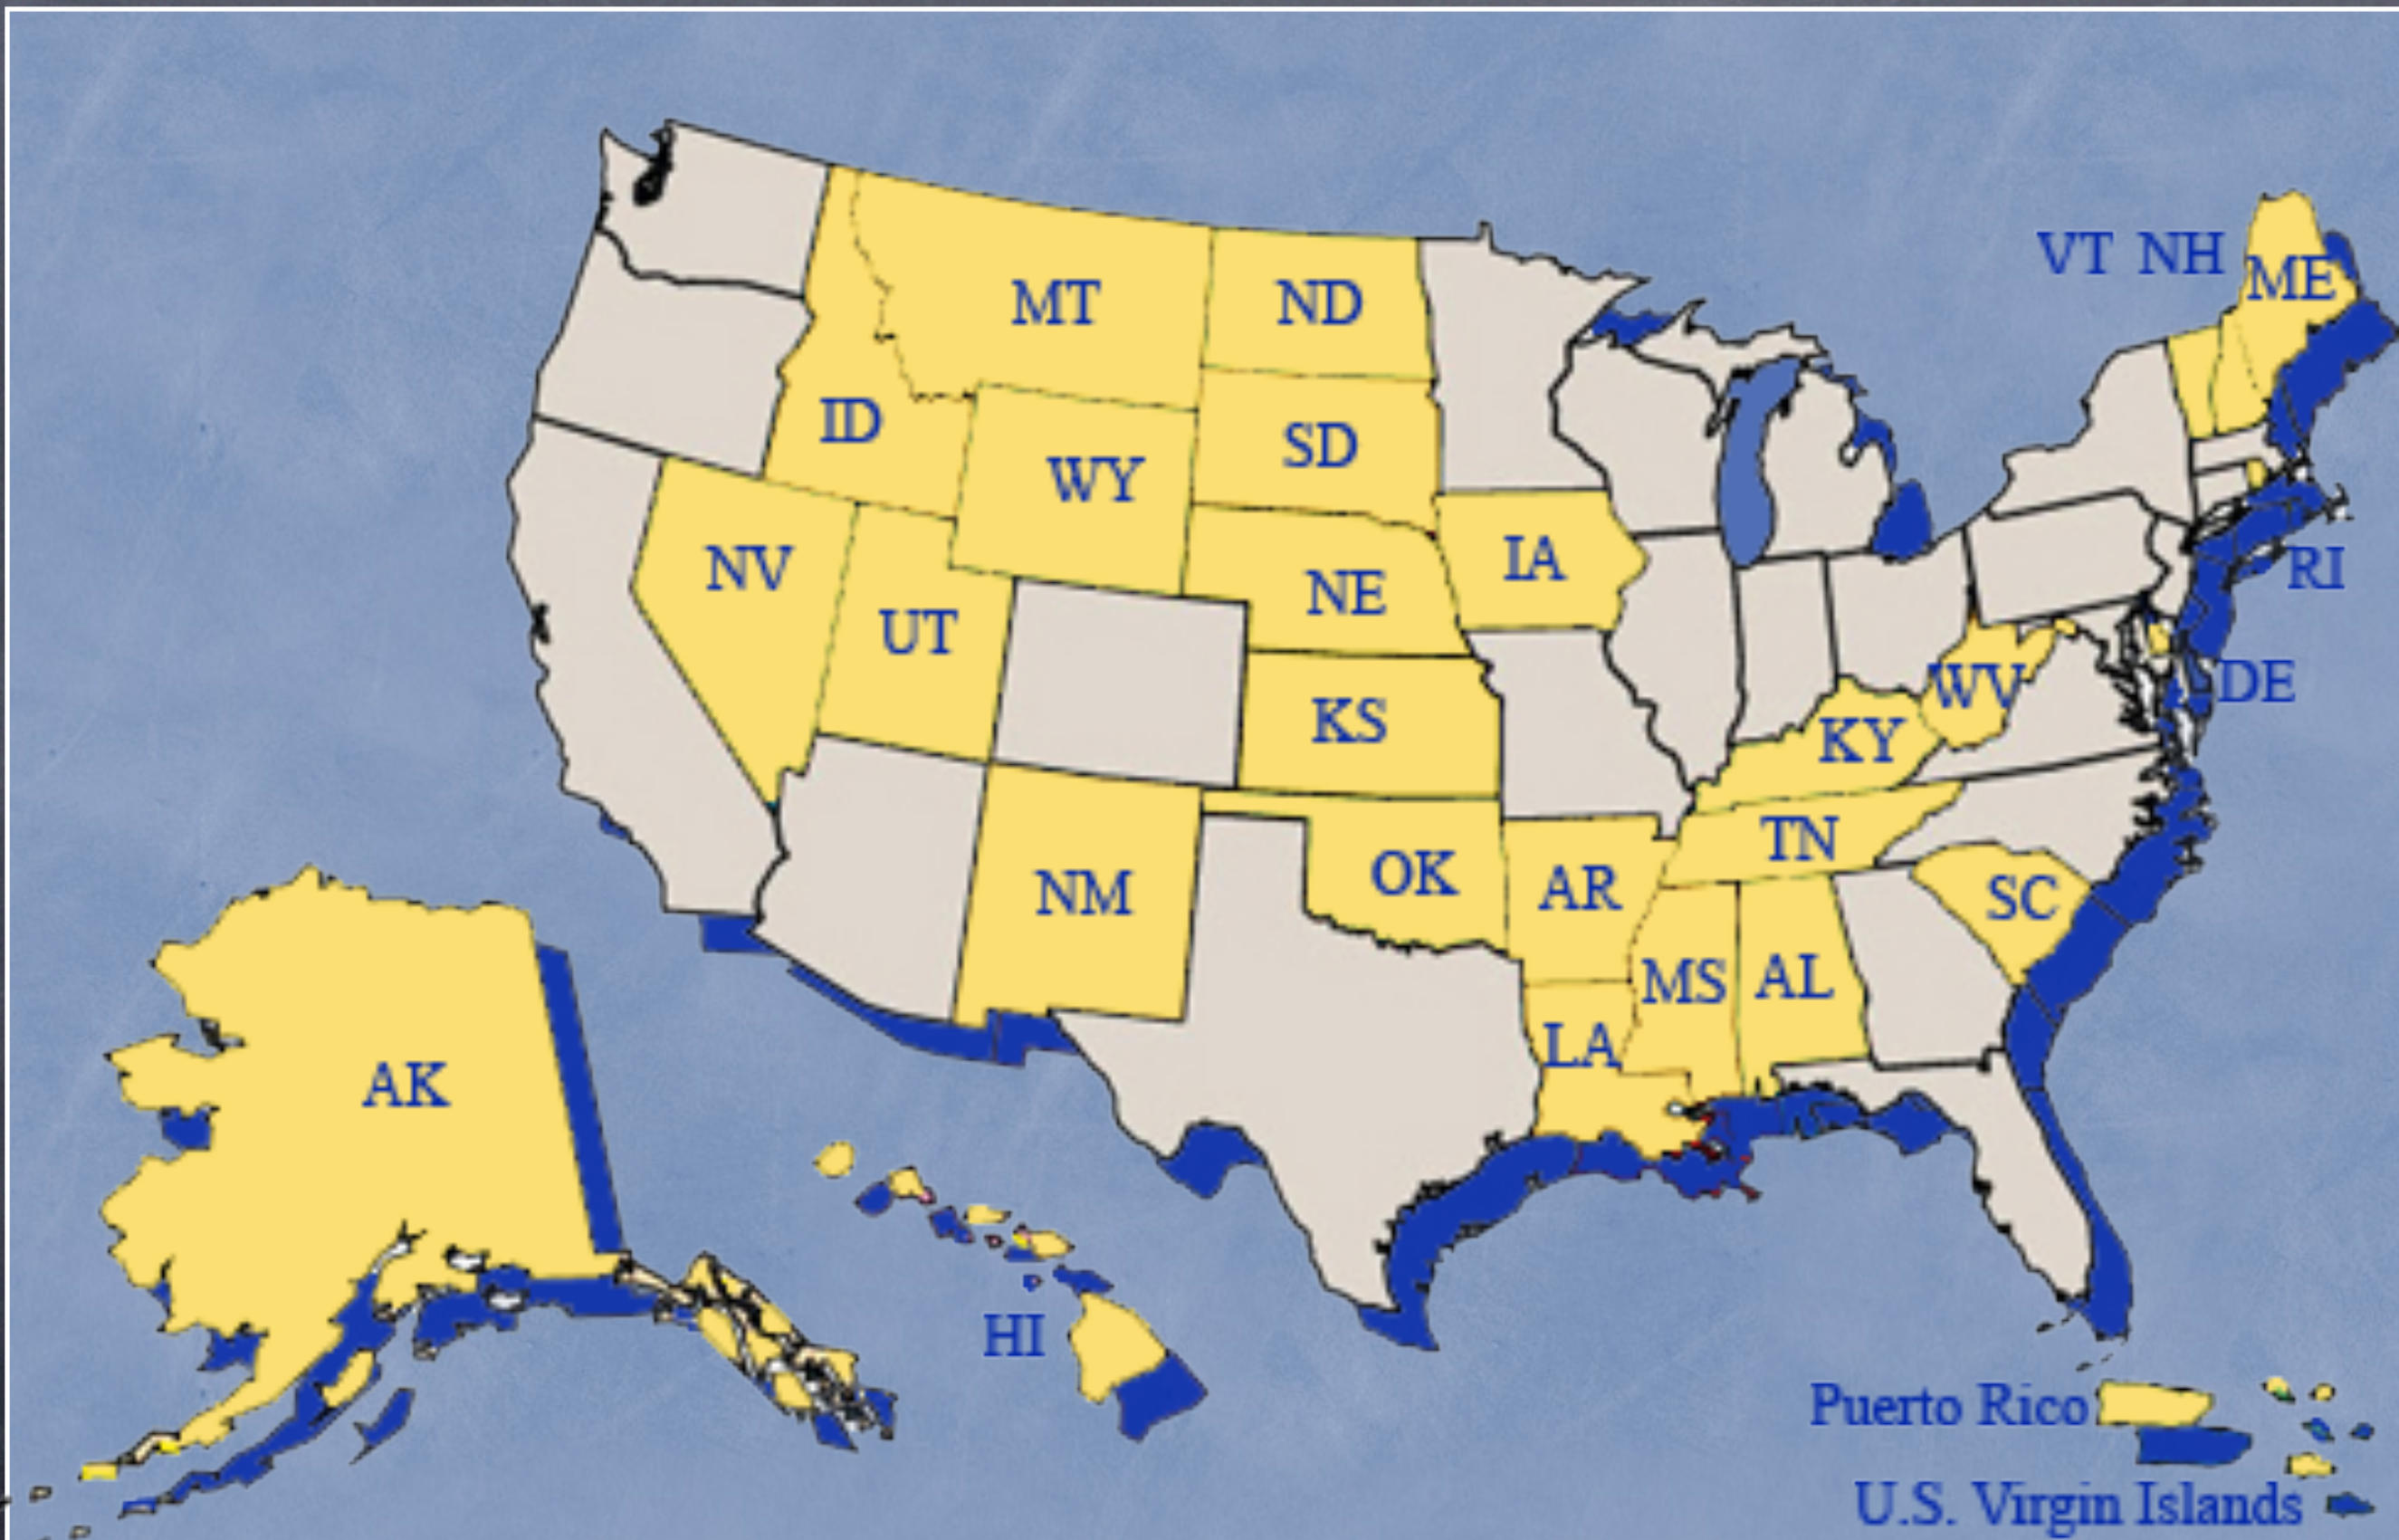 VT NH
ME
MT
ND
ID
SD
WY
NV
IA
RI
NE
UT
WV
DE
KS
KY
TN
OK
AR
NM
SC
MS
AL
LA
AK
HI
Puerto Rico
U.S. Virgin Islands